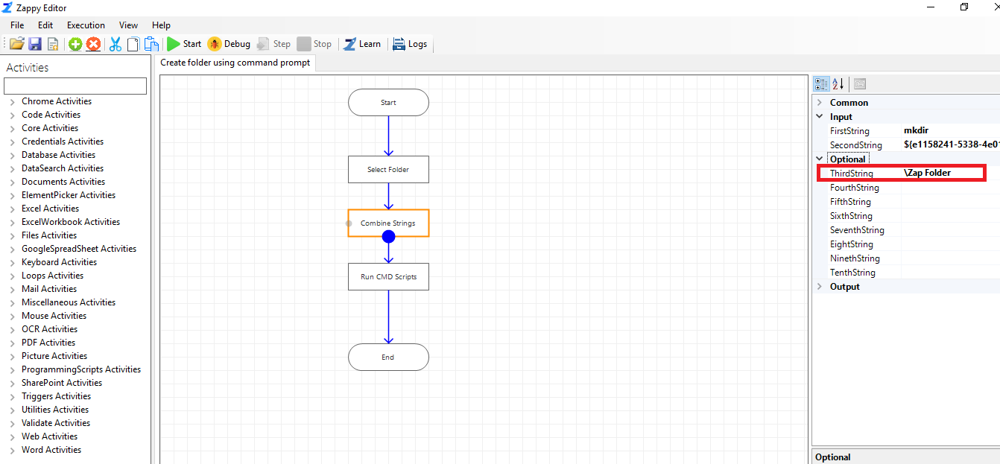 Zappy Editor
File Edit Execution View Help
Start Debug Step Stop Learn Logs
Activities
Create folder using command prompt
Chrome Activities
Code Activities
Core Activities
Credentials Activities
Database Activities
DataSearch Activities
Documents Activities
ElementPicker Activities
Excel Activities
ExcelWorkbook Activities
Files Activities
GoogleSpreadSheet Activities
Keyboard Activities
Loops Activities
Mail Activities
Miscellaneous Activities
Mouse Activities
OCR Activities
PDF Activities
Picture Activities
ProgrammingScripts Activities
SharePoint Activities
Triggers Activities
Utilities Activities
Validate Activities
Web Activities
Word Activities
Start
Select Folder
Combine Strings
Run CMD Scripts
End
Common
Input
FirstString mkdir
SecondString ${e1158241-5338-4e01
Optional
ThirdString \Zap Folder
FourthString
FifthString
SixthString
SeventhString
EightString
NinethString
TenthString
Output
Optional